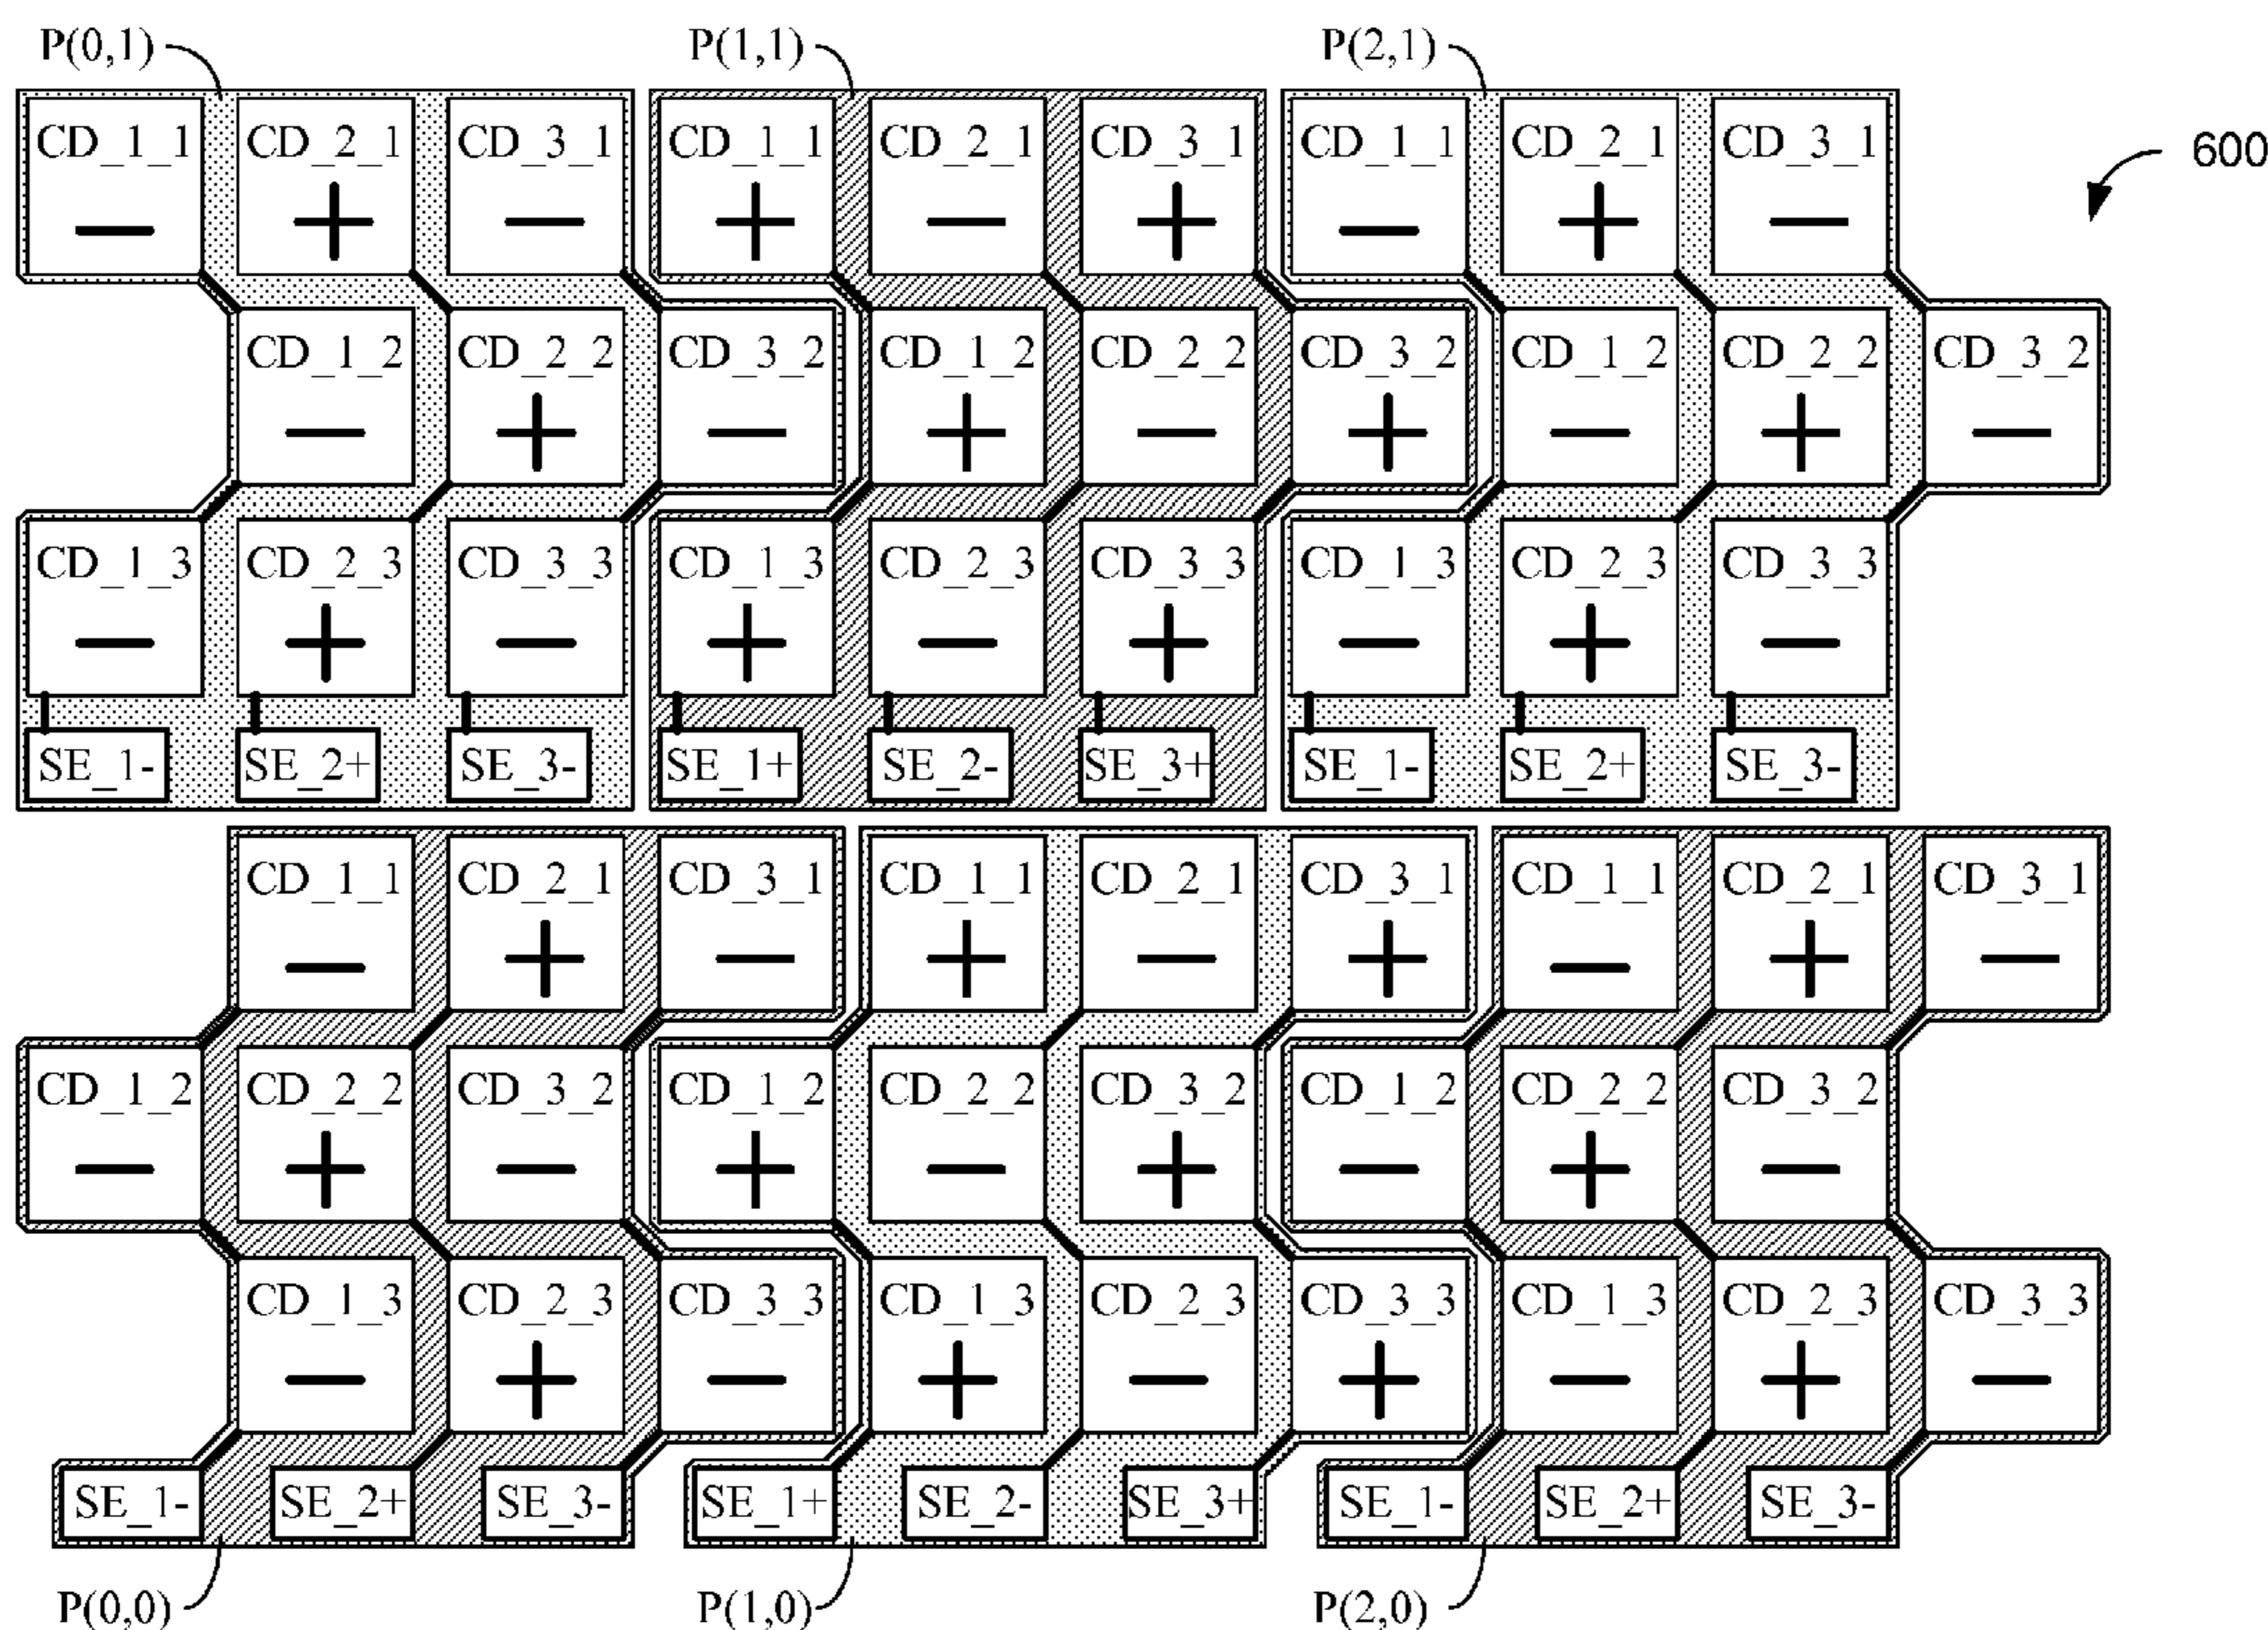 P(0,1) P(1,1) P(2,1)
600
CD_1_1 CD_2_1 CD_3_1 CD_1_1 CD_2_1 CD_3_1 CD_1_1 CD_2_1 CD_3_1
− + − + − + − + −
CD_1_2 CD_2_2 CD_3_2 CD_1_2 CD_2_2 CD_3_2 CD_1_2 CD_2_2 CD_3_2
− + − + − + − + −
CD_1_3 CD_2_3 CD_3_3 CD_1_3 CD_2_3 CD_3_3 CD_1_3 CD_2_3 CD_3_3
− + − + − + − + −
SE_1- SE_2+ SE_3- SE_1+ SE_2- SE_3+ SE_1- SE_2+ SE_3-
CD_1_1 CD_2_1 CD_3_1 CD_1_1 CD_2_1 CD_3_1 CD_1_1 CD_2_1 CD_3_1
− + − + − + − + −
CD_1_2 CD_2_2 CD_3_2 CD_1_2 CD_2_2 CD_3_2 CD_1_2 CD_2_2 CD_3_2
− + − + − + − + −
CD_1_3 CD_2_3 CD_3_3 CD_1_3 CD_2_3 CD_3_3 CD_1_3 CD_2_3 CD_3_3
− + − + − + − + −
SE_1- SE_2+ SE_3- SE_1+ SE_2- SE_3+ SE_1- SE_2+ SE_3-
P(0,0) P(1,0) P(2,0)